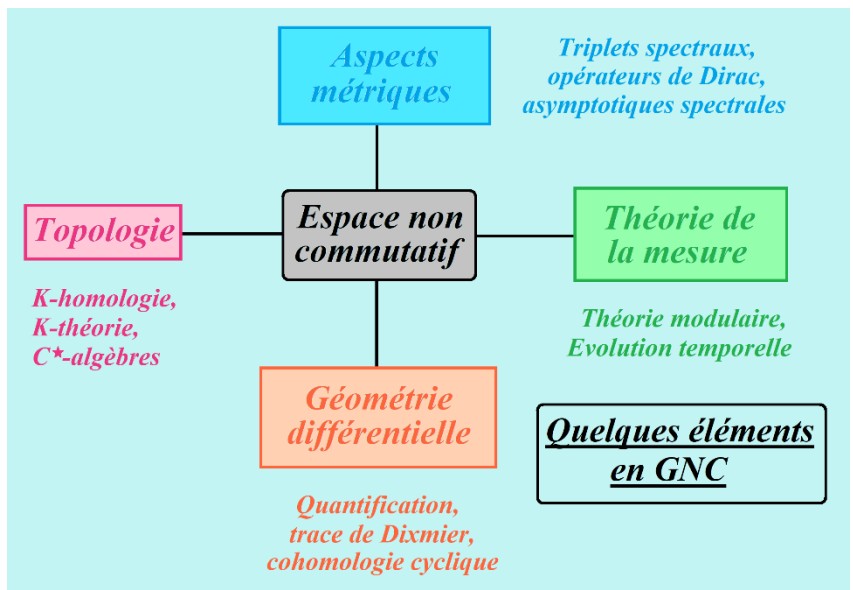 Aspects
métriques
Triplets spectraux,
opérateurs de Dirac,
asymptotiques spectrales
Topologie
K-homologie,
K-théorie,
C★-algèbres
Espace non
commutatif
Théorie de
la mesure
Théorie modulaire,
Evolution temporelle
Géométrie
différentielle
Quantification,
trace de Dixmier,
cohomologie cyclique
Quelques éléments
en GNC